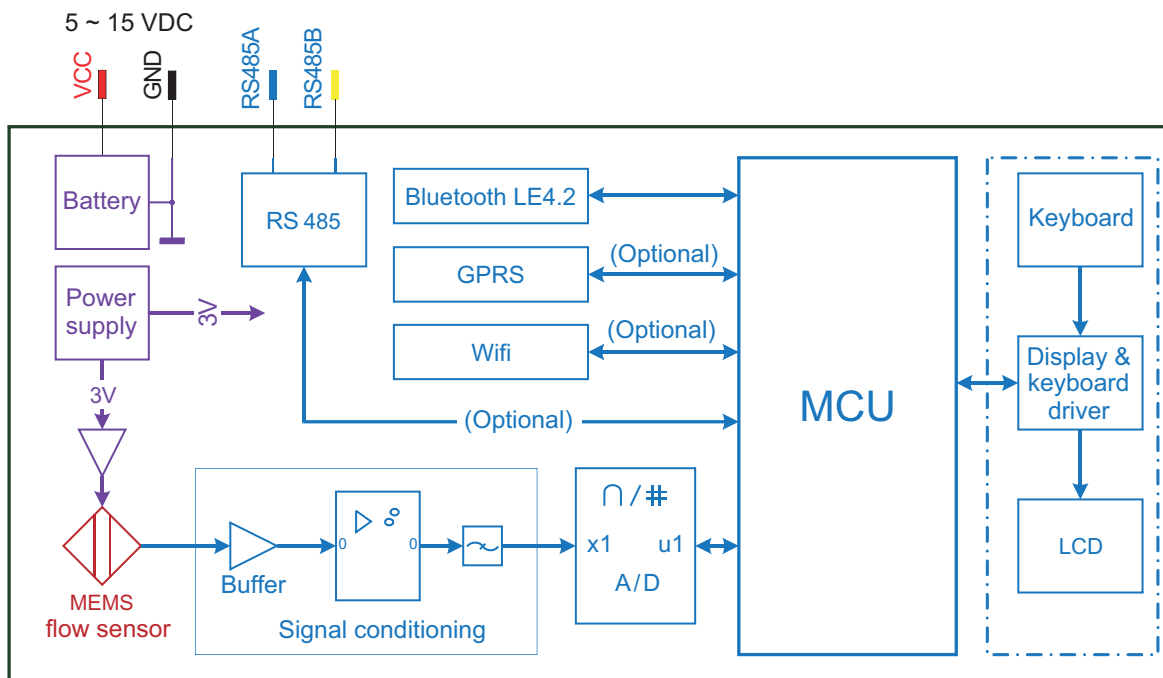 5 ~ 15 VDC
VCC
GND
RS485A
RS485B
Battery
RS 485
Bluetooth LE4.2
Keyboard
(Optional)
GPRS
Power
supply
3V
(Optional)
Wifi
Display &
keyboard
driver
MCU
3V
(Optional)
∩ / #
0
0
x1
u1
LCD
A/D
Buffer
MEMS
flow sensor
Signal conditioning